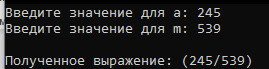 Введите значение для a: 245
Введите значение для m: 539
Полученное выражение: (245/539)